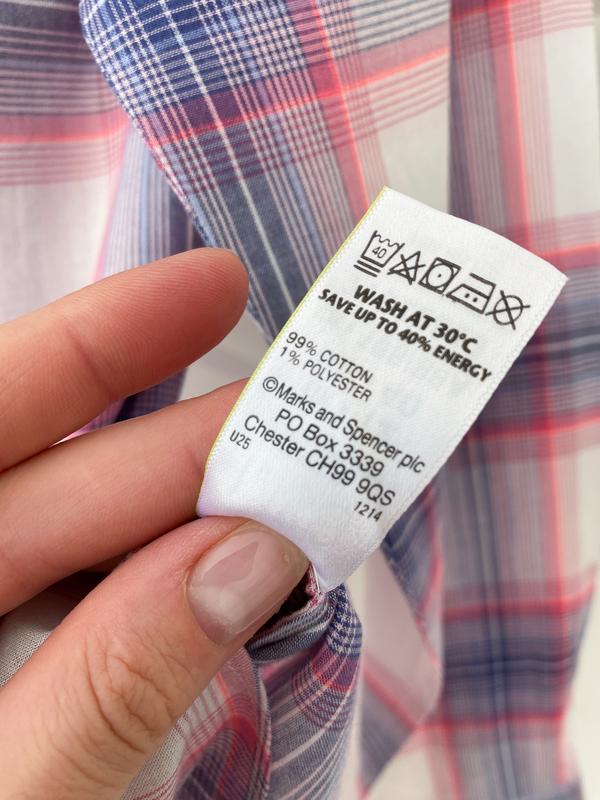 40
WASH AT 30°C
SAVE UP TO 40% ENERGY
99% COTTON
1% POLYESTER
©Marks and Spencer plc
PO Box 3339
Chester CH99 9QS
U25
1214